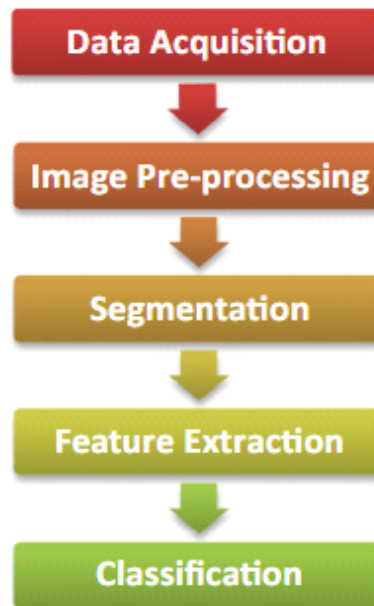 Data Acquisition
Image Pre-processing
Segmentation
Feature Extraction
Classification